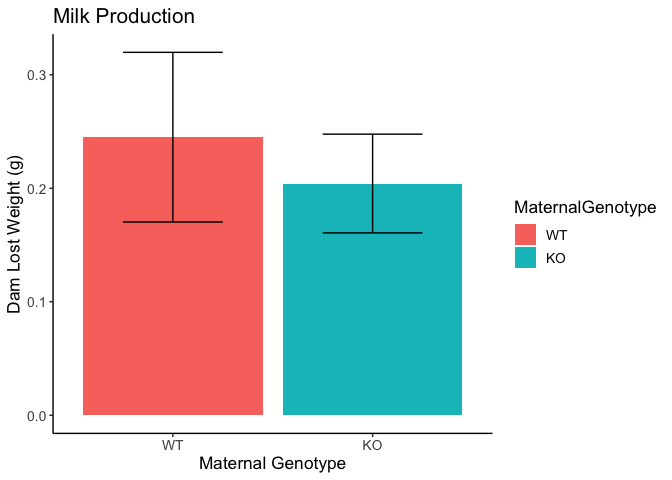 Milk Production
Dam Lost Weight (g)
0.3
0.2
0.1
0.0
WT
KO
Maternal Genotype
MaternalGenotype
WT
KO